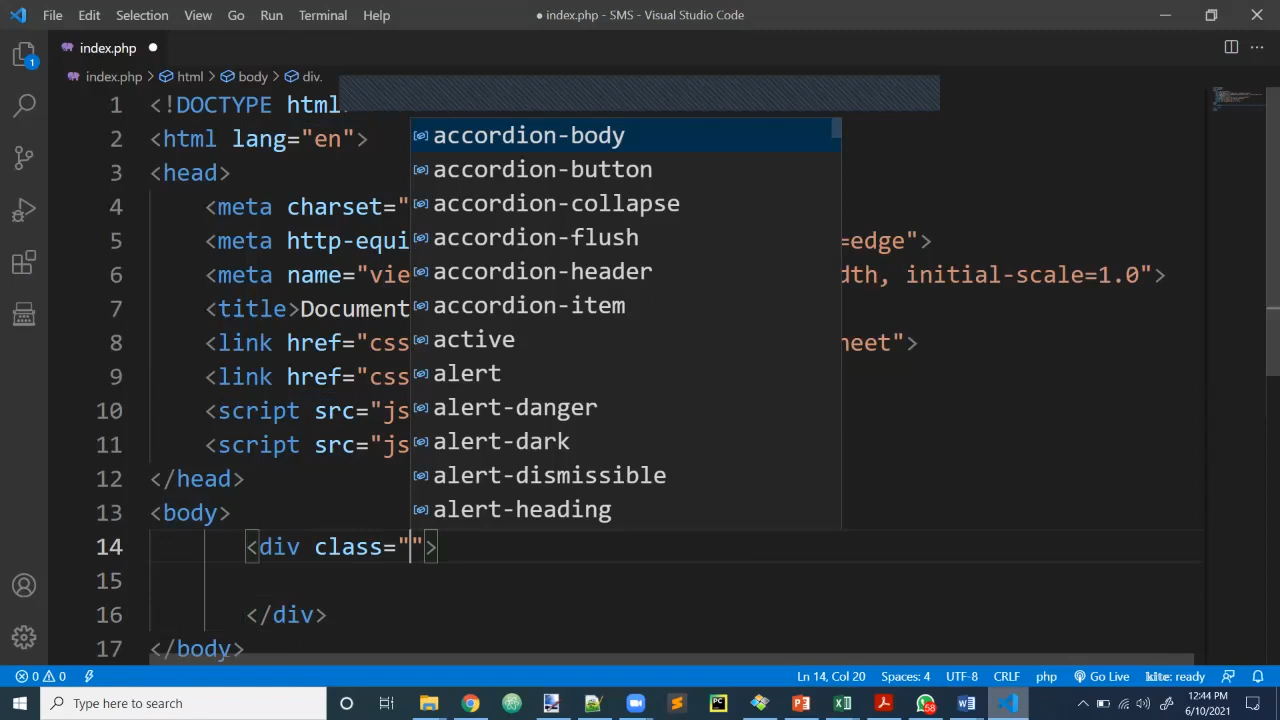 File Edit Selection View Go Run Terminal Help
● index.php - SMS - Visual Studio Code
index.php ●
index.php > html > body > div.
1 <!DOCTYPE html
2 <html lang="en">
3 <head>
4 <meta charset="
5 <meta http-equi =edge">
6 <meta name="vie dth, initial-scale=1.0">
7 <title>Document
8 <link href="css heet">
9 <link href="css
10 <script src="js
11 <script src="js
12 </head>
13 <body>
14 <div class="">
15
16 </div>
17 </body>
accordion-body
accordion-button
accordion-collapse
accordion-flush
accordion-header
accordion-item
active
alert
alert-danger
alert-dark
alert-dismissible
alert-heading
1
0 0 Ln 14, Col 20 Spaces: 4 UTF-8 CRLF php Go Live kite: ready
Type here to search
58
12:44 PM
6/10/2021